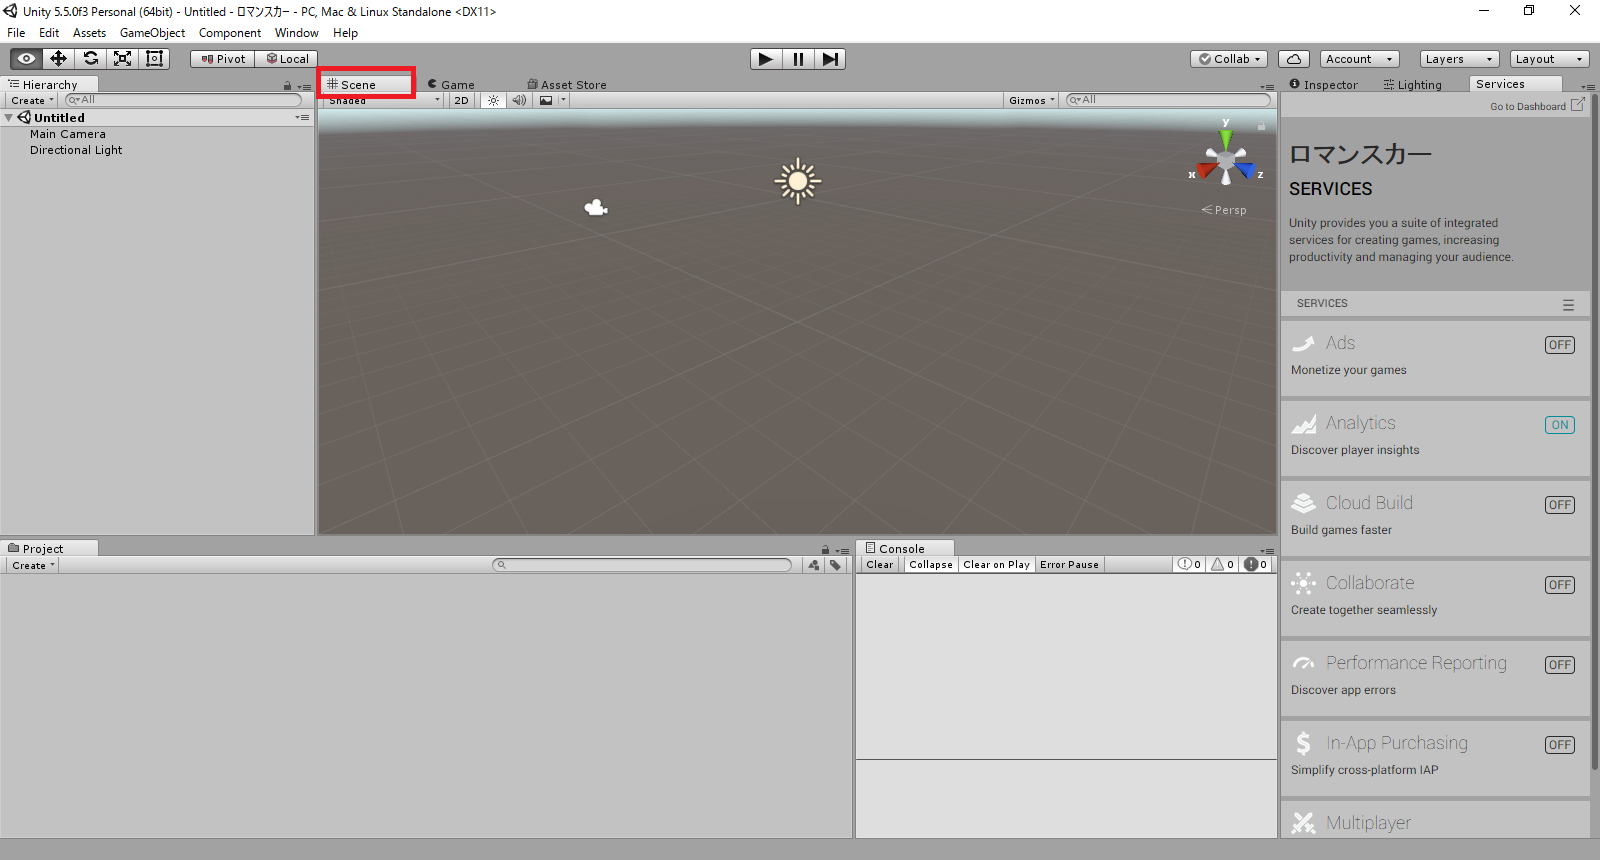 Unity 5.5.0f3 Personal (64bit) - Untitled - ロマンスカー - PC, Mac & Linux Standalone <DX11>
File Edit Assets GameObject Component Window Help
Pivot Local Collab Account Layers Layout
Hierarchy
Create All
Untitled
Main Camera
Directional Light
Scene Game Asset Store
Shaded 2D Gizmos All
y
x z
Persp
Inspector Lighting Services
Go to Dashboard
ロマンスカー
SERVICES
Unity provides you a suite of integrated
services for creating games, increasing
productivity and managing your audience.
SERVICES
Ads OFF
Monetize your games
Analytics ON
Discover player insights
Cloud Build OFF
Build games faster
Collaborate OFF
Create together seamlessly
Performance Reporting OFF
Discover app errors
In-App Purchasing OFF
Simplify cross-platform IAP
Multiplayer
Project
Create
Console
Clear Collapse Clear on Play Error Pause 0 0 0